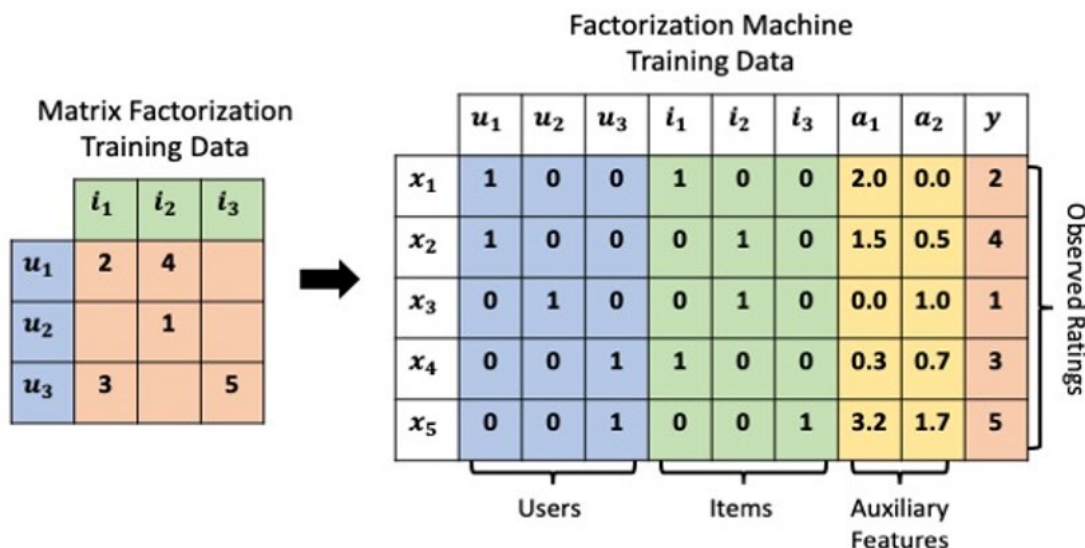 Factorization Machine
Training Data
Matrix Factorization
Training Data
i₁ i₂ i₃
u₁ 2 4
u₂ 1
u₃ 3 5
u₁ u₂ u₃ i₁ i₂ i₃ a₁ a₂ y
x₁ 1 0 0 1 0 0 2.0 0.0 2
x₂ 1 0 0 0 1 0 1.5 0.5 4
x₃ 0 1 0 0 1 0 0.0 1.0 1
x₄ 0 0 1 1 0 0 0.3 0.7 3
x₅ 0 0 1 0 0 1 3.2 1.7 5
Observed Ratings
Users
Items
Auxiliary
Features